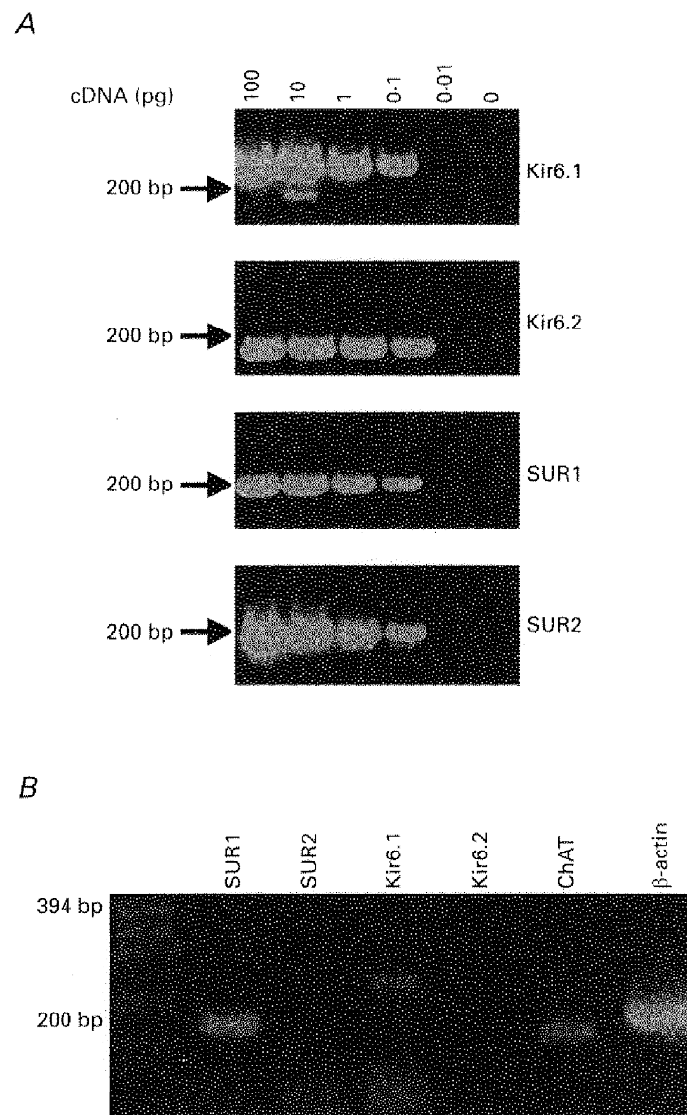 A
cDNA (pg) 100 10 1 0·1 0·01 0
200 bp Kir6.1
200 bp Kir6.2
200 bp SUR1
200 bp SUR2
B
SUR1 SUR2 Kir6.1 Kir6.2 ChAT β-actin
394 bp
200 bp